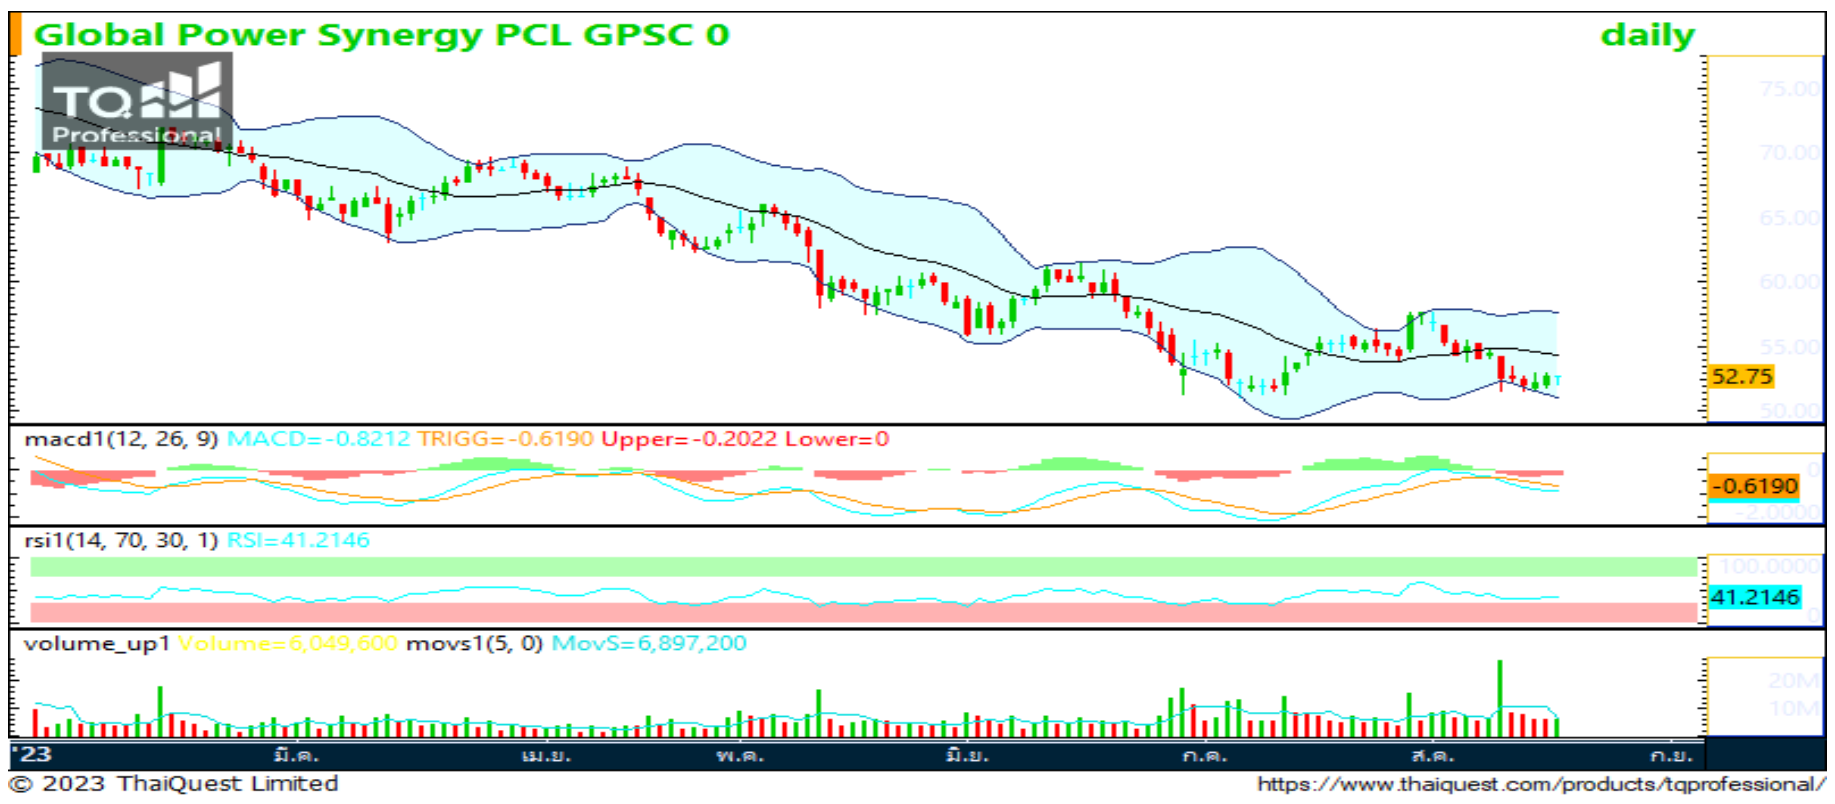 Global Power Synergy PCL GPSC 0 daily
TQ
Professional
75.00
70.00
65.00
60.00
55.00
52.75
50.00
macd1(12, 26, 9) MACD=-0.8212 TRIGG=-0.6190 Upper=-0.2022 Lower=0
0
-0.6190
-2.0000
rsi1(14, 70, 30, 1) RSI=41.2146
100.0000
41.2146
0
volume_up1 Volume=6,049,600 movs1(5, 0) MovS=6,897,200
20M
10M
'23 มี.ค. เม.ย. พ.ค. มิ.ย. ก.ค. ส.ค. ก.ย.
© 2023 ThaiQuest Limited https://www.thaiquest.com/products/tqprofessional/